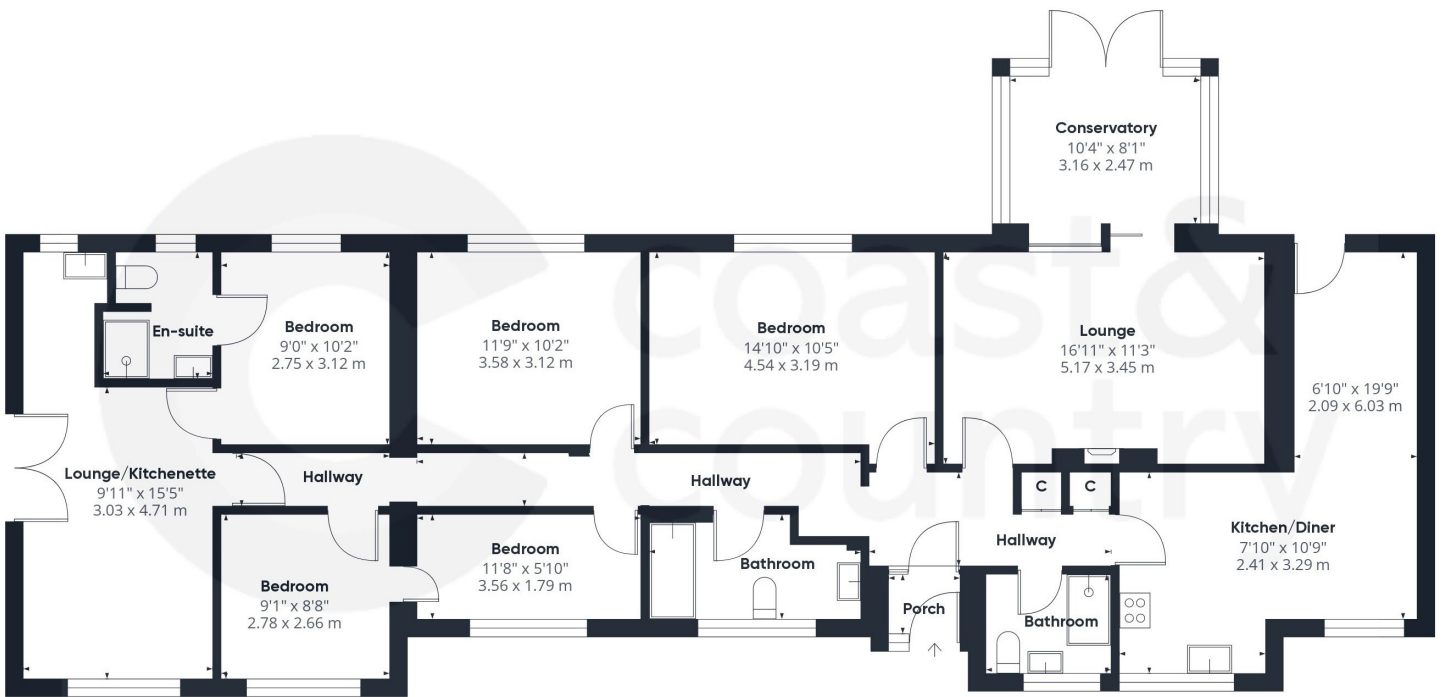 Conservatory
10'4" x 8'1"
3.16 x 2.47 m
En-suite
Bedroom
9'0" x 10'2"
2.75 x 3.12 m
Bedroom
11'9" x 10'2"
3.58 x 3.12 m
Bedroom
14'10" x 10'5"
4.54 x 3.19 m
Lounge
16'11" x 11'3"
5.17 x 3.45 m
6'10" x 19'9"
2.09 x 6.03 m
Lounge/Kitchenette
9'11" x 15'5"
3.03 x 4.71 m
Hallway
Hallway
C
C
Hallway
Kitchen/Diner
7'10" x 10'9"
2.41 x 3.29 m
Bedroom
9'1" x 8'8"
2.78 x 2.66 m
Bedroom
11'8" x 5'10"
3.56 x 1.79 m
Bathroom
Porch
Bathroom
coast &
country